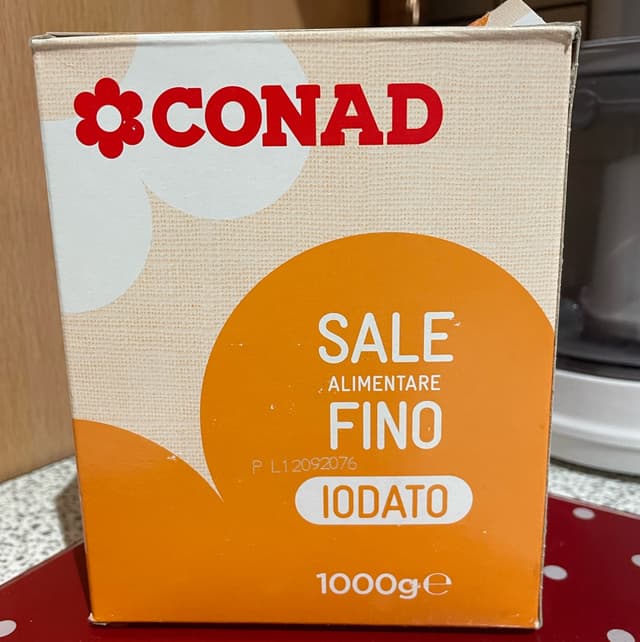 CONAD
SALE
ALIMENTARE
FINO
P L12092076
IODATO
1000g℮